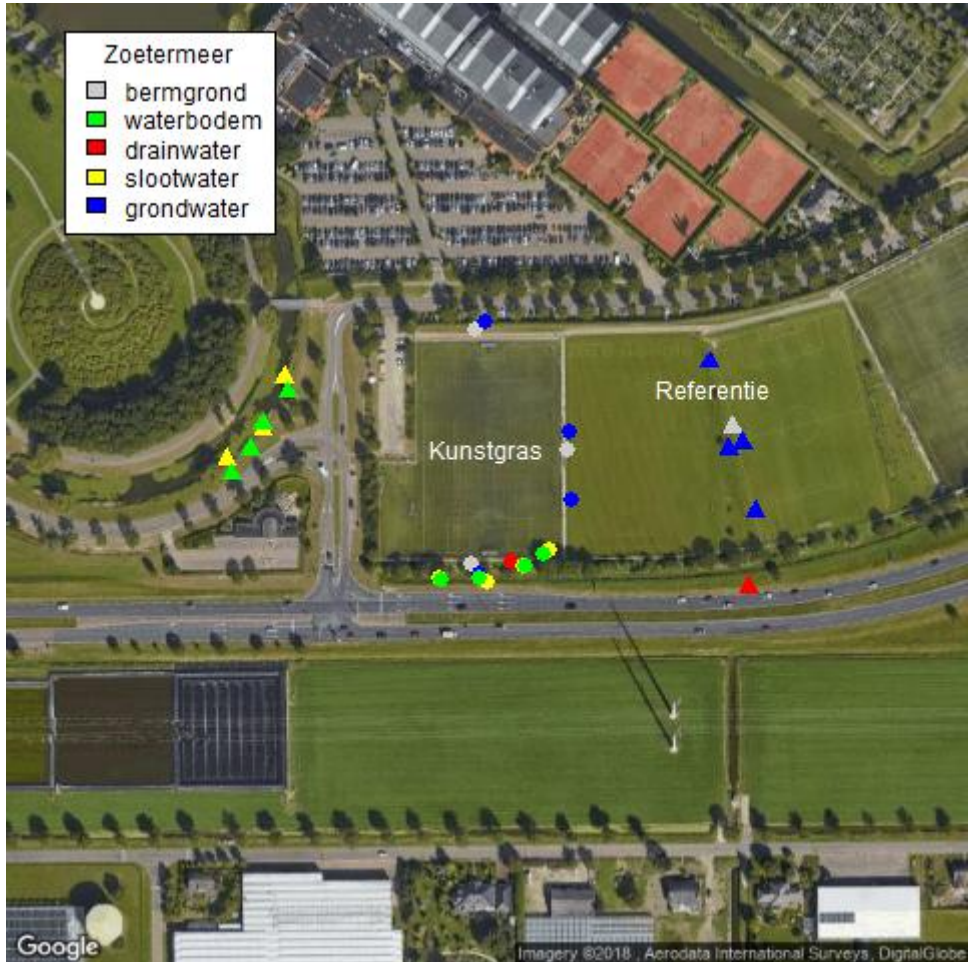 Zoetermeer
bermgrond
waterbodem
drainwater
slootwater
grondwater
Referentie
Kunstgras
Google
Imagery ©2018 , Aerodata International Surveys, DigitalGlobe